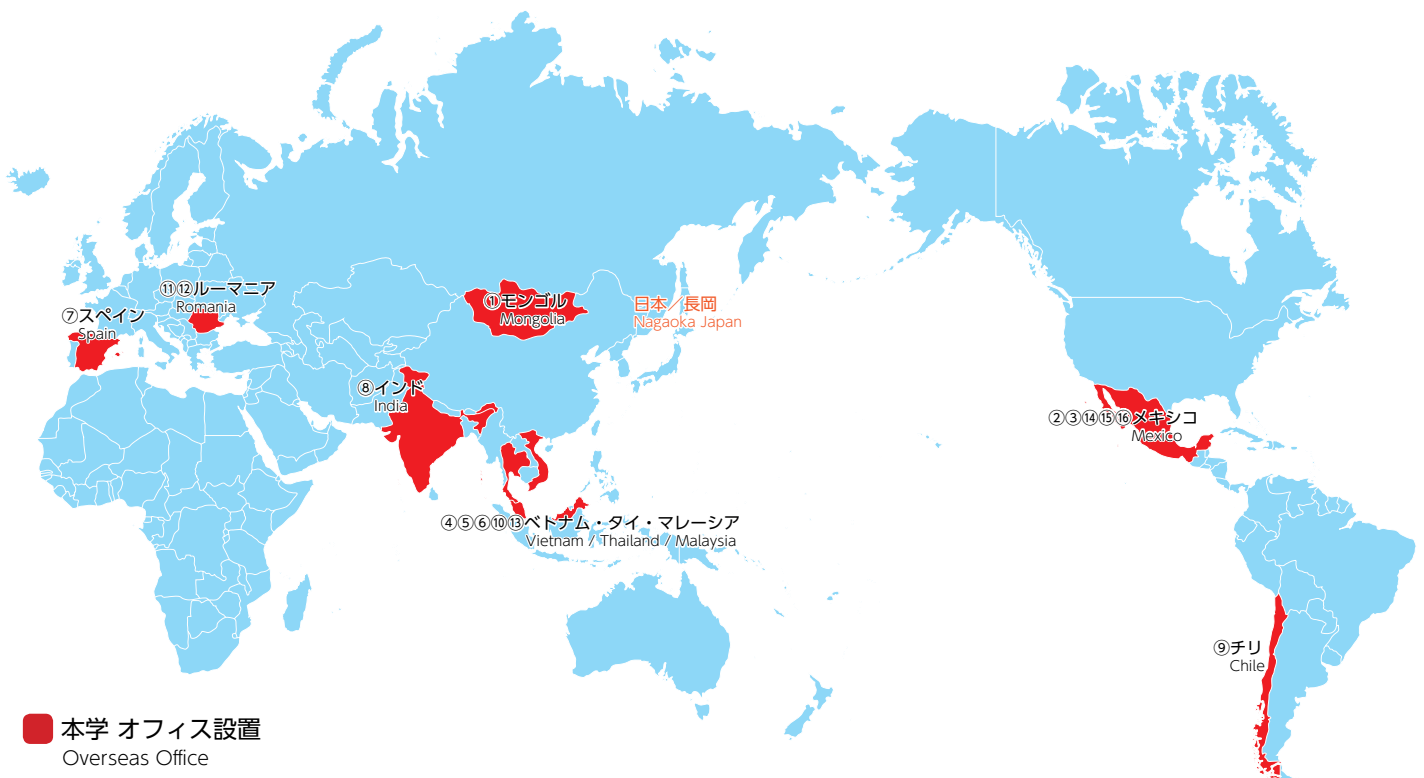 ⑪⑫ルーマニア
Romania
⑦スペイン
Spain
①モンゴル
Mongolia
日本／長岡
Nagaoka Japan
⑧インド
India
②③⑭⑮⑯メキシコ
Mexico
④⑤⑥⑩⑬ベトナム・タイ・マレーシア
Vietnam / Thailand / Malaysia
⑨チリ
Chile
本学 オフィス設置
Overseas Office